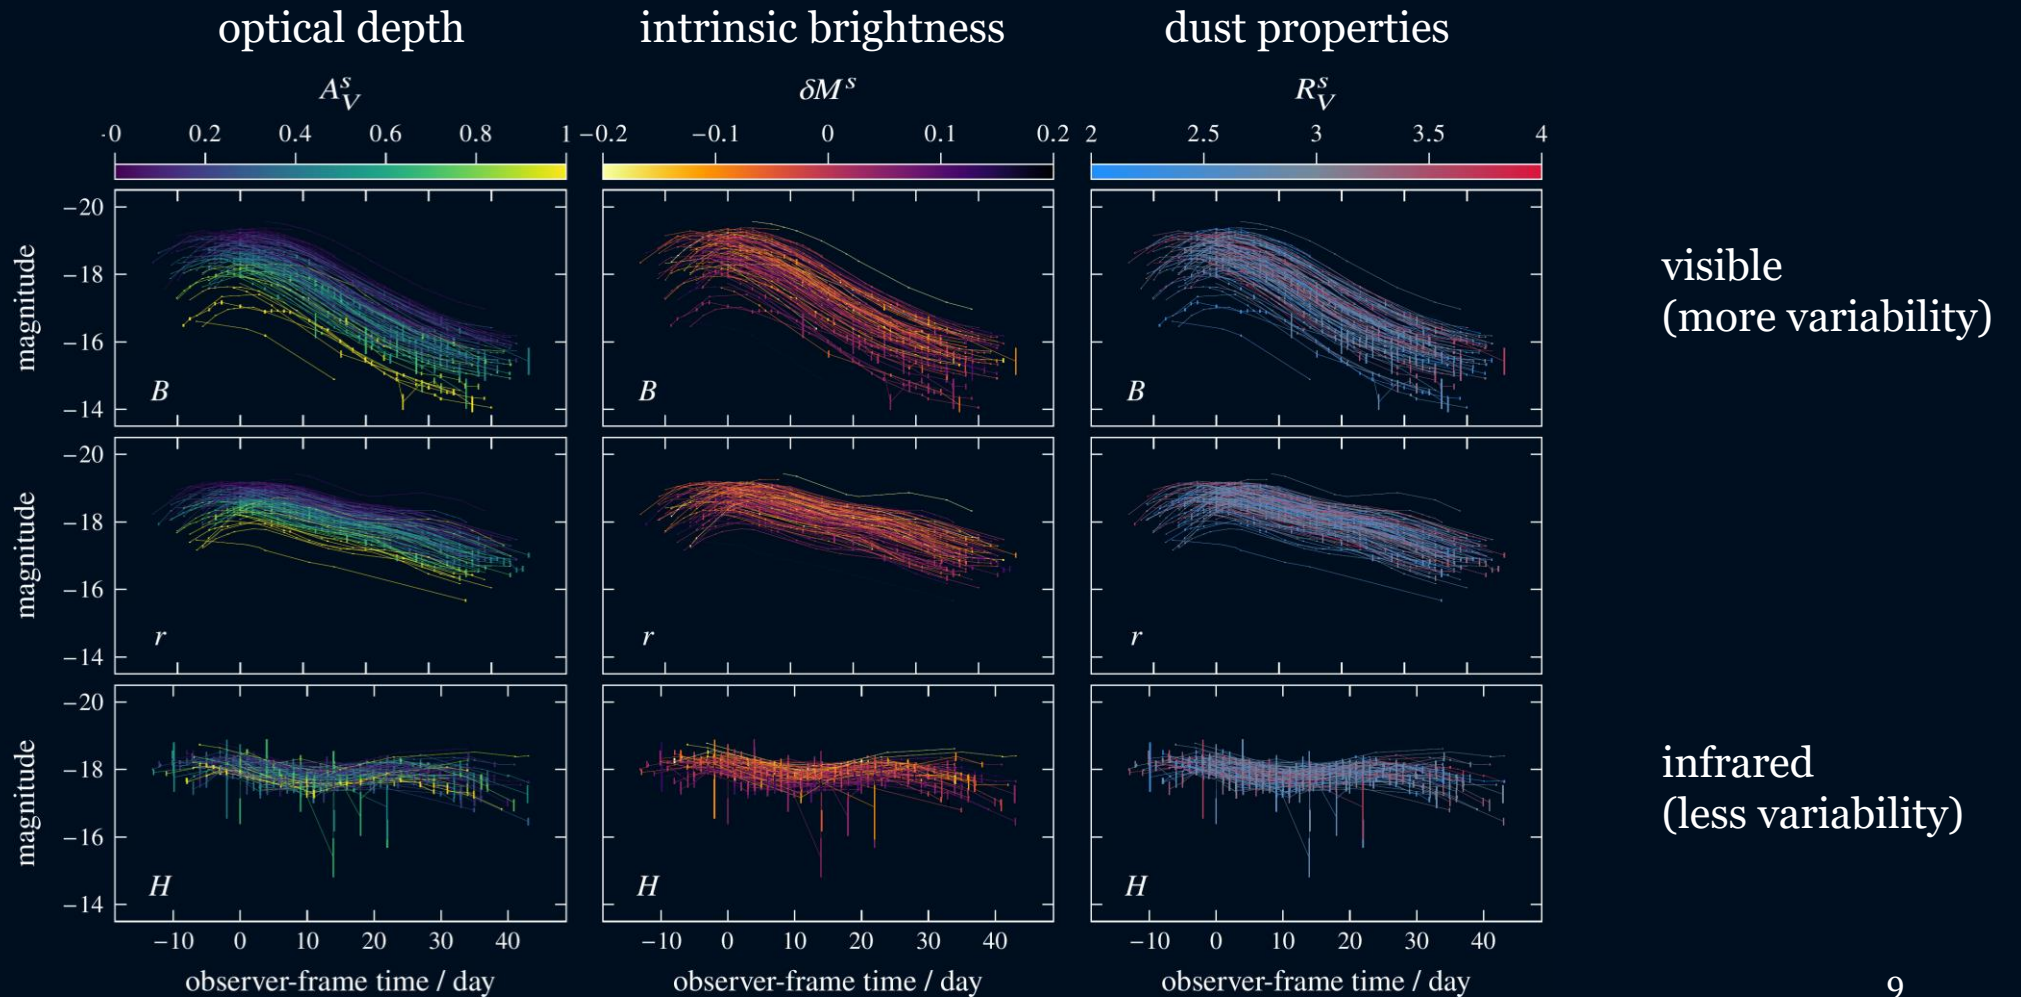 optical depth intrinsic brightness dust properties
A_V^s δM^s R_V^s
0 0.2 0.4 0.6 0.8 1 −0.2 −0.1 0 0.1 0.2 2 2.5 3 3.5 4
magnitude
−20
−18
−16
−14
B B B
visible
(more variability)
magnitude
−20
−18
−16
−14
r r r
magnitude
−20
−18
−16
−14
H H H
infrared
(less variability)
−10 0 10 20 30 40 −10 0 10 20 30 40 −10 0 10 20 30 40
observer-frame time / day observer-frame time / day observer-frame time / day
9